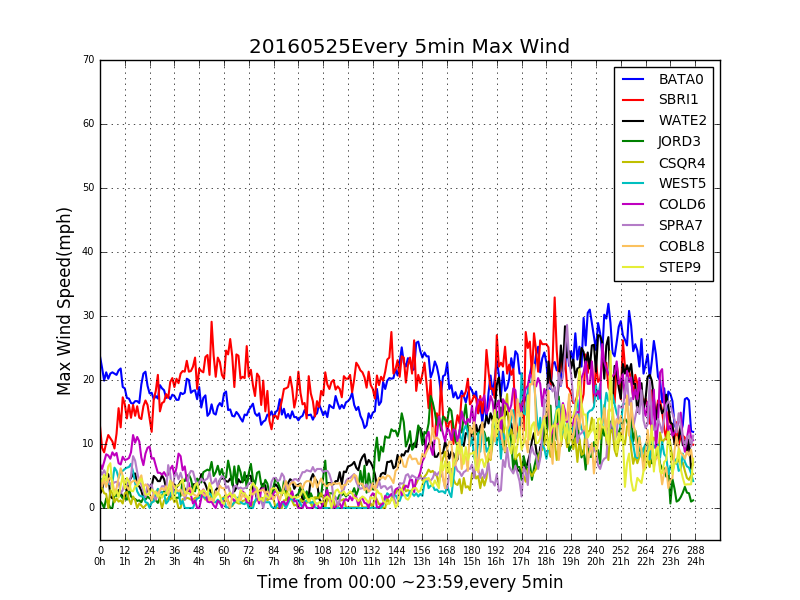 20160525Every 5min Max Wind
70
60
50
40
30
20
10
0
Max Wind Speed(mph)
BATA0
SBRI1
WATE2
JORD3
CSQR4
WEST5
COLD6
SPRA7
COBL8
STEP9
0 12 24 36 48 60 72 84 96 108 120 132 144 156 168 180 192 204 216 228 240 252 264 276 288
0h 1h 2h 3h 4h 5h 6h 7h 8h 9h 10h 11h 12h 13h 14h 15h 16h 17h 18h 19h 20h 21h 22h 23h 24h
Time from 00:00 ~23:59,every 5min